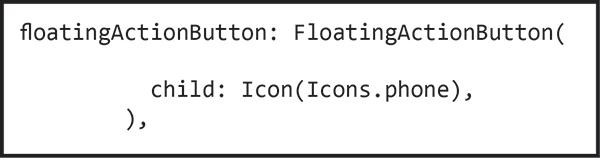 floatingActionButton: FloatingActionButton(
child: Icon(Icons.phone),
),